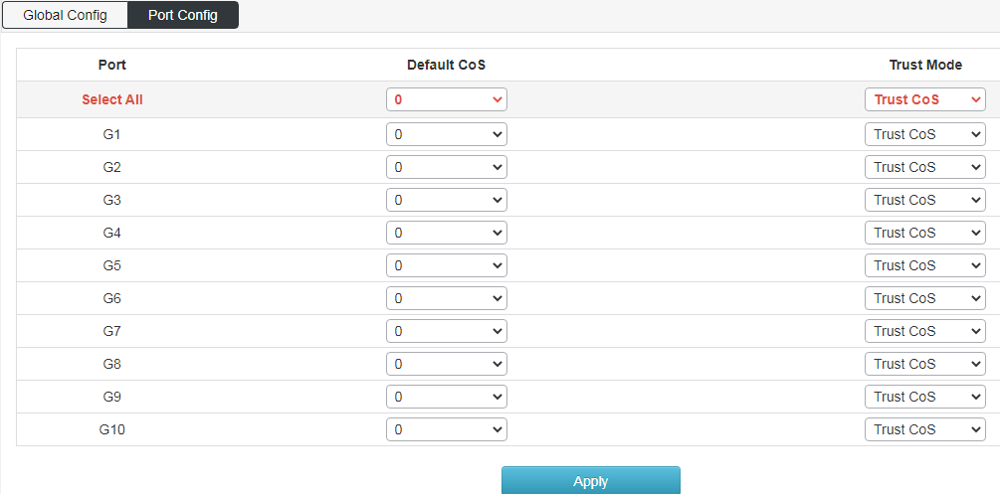 Global Config Port Config
Port Default CoS Trust Mode
Select All 0 Trust CoS
G1 0 Trust CoS
G2 0 Trust CoS
G3 0 Trust CoS
G4 0 Trust CoS
G5 0 Trust CoS
G6 0 Trust CoS
G7 0 Trust CoS
G8 0 Trust CoS
G9 0 Trust CoS
G10 0 Trust CoS
Apply